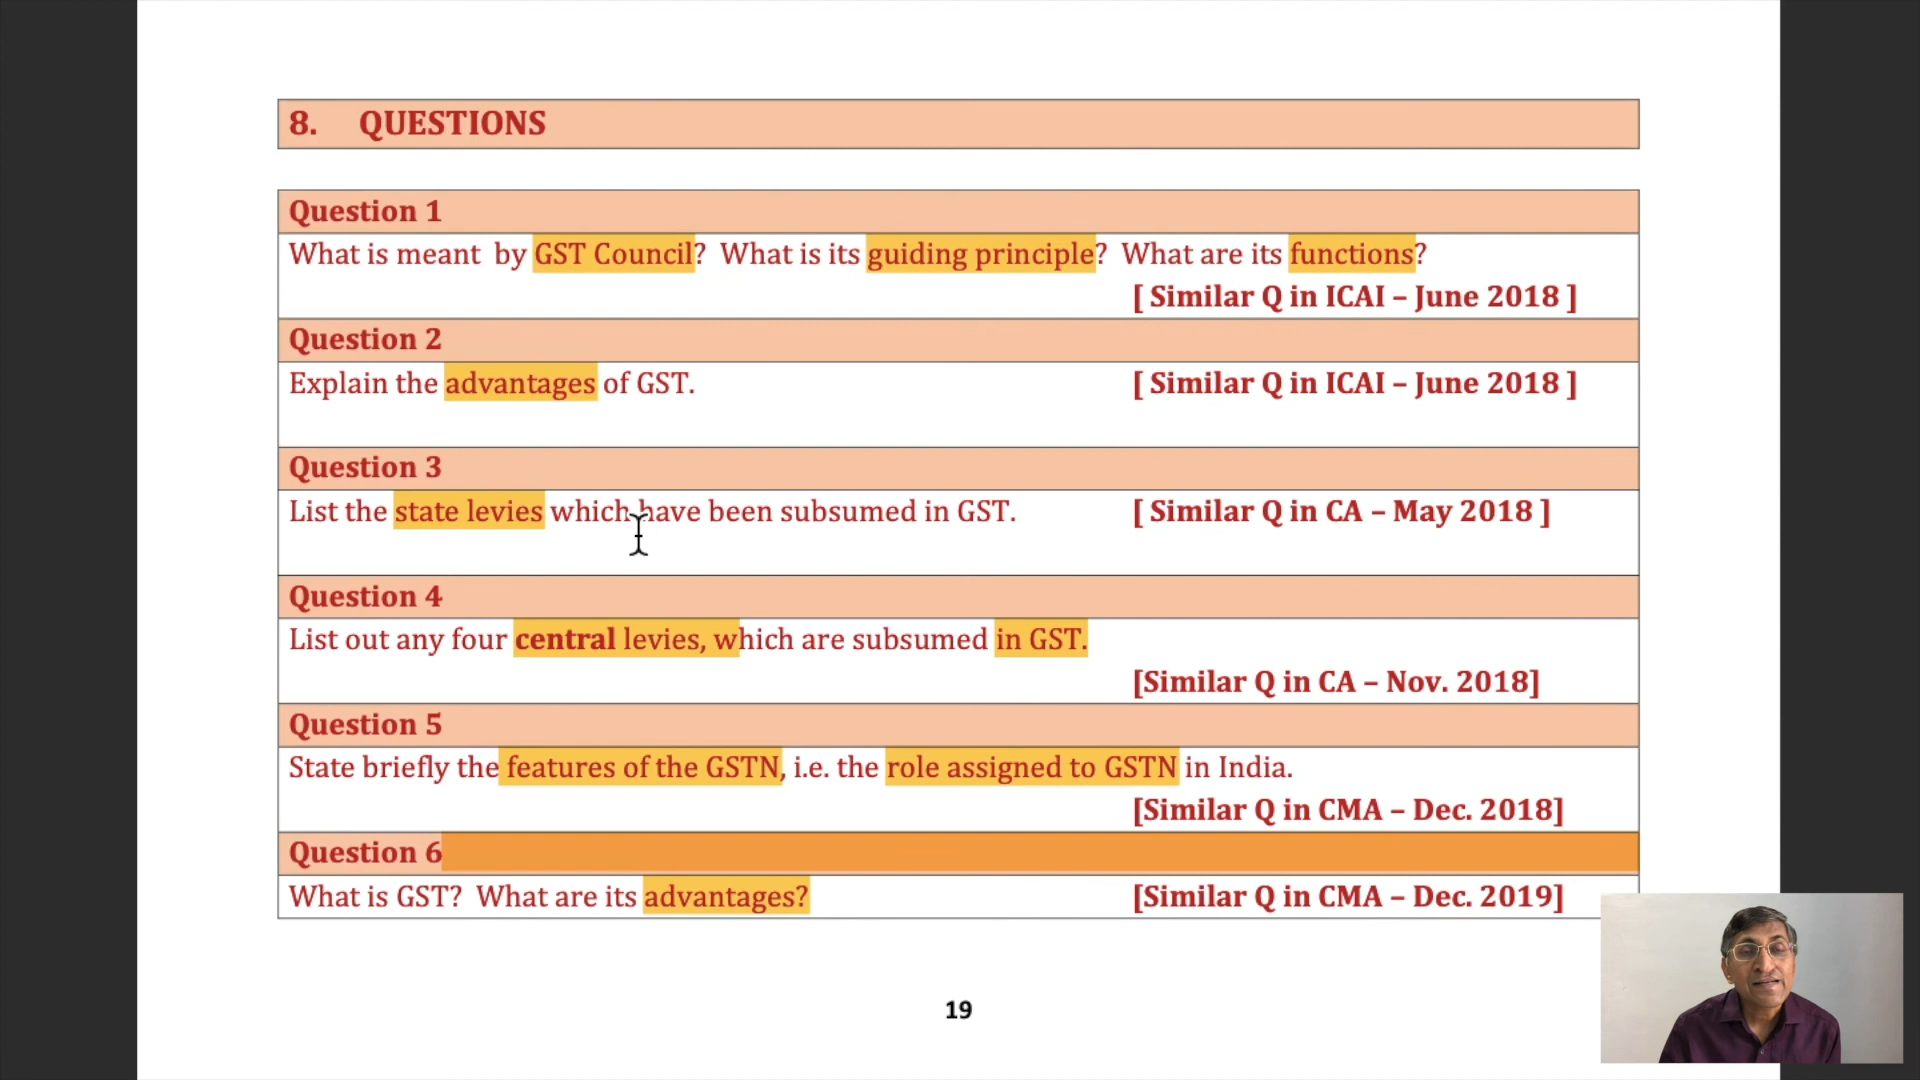 8. QUESTIONS
Question 1
What is meant by GST Council? What is its guiding principle? What are its functions?
[ Similar Q in ICAI – June 2018 ]
Question 2
Explain the advantages of GST. [ Similar Q in ICAI – June 2018 ]
Question 3
List the state levies which have been subsumed in GST. [ Similar Q in CA – May 2018 ]
Question 4
List out any four central levies, which are subsumed in GST.
[Similar Q in CA – Nov. 2018]
Question 5
State briefly the features of the GSTN, i.e. the role assigned to GSTN in India.
[Similar Q in CMA – Dec. 2018]
Question 6
What is GST? What are its advantages? [Similar Q in CMA – Dec. 2019]
19